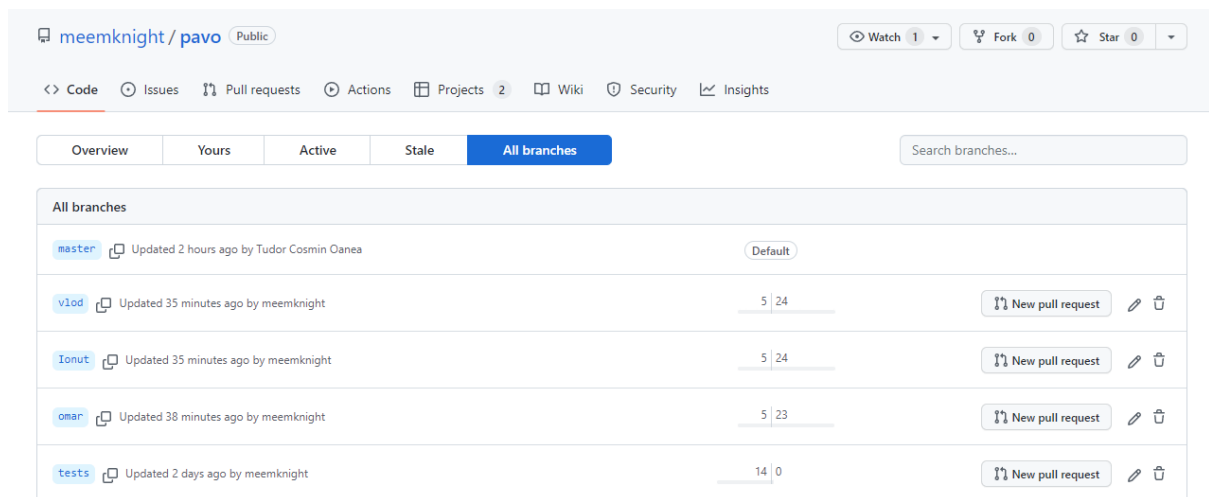 meemknight / pavo Public Watch 1 Fork 0 Star 0
Code Issues Pull requests Actions Projects 2 Wiki Security Insights
Overview Yours Active Stale All branches Search branches...
All branches
master Updated 2 hours ago by Tudor Cosmin Oanea Default
vlod Updated 35 minutes ago by meemknight 5 24 New pull request
Ionut Updated 35 minutes ago by meemknight 5 24 New pull request
omar Updated 38 minutes ago by meemknight 5 23 New pull request
tests Updated 2 days ago by meemknight 14 0 New pull request